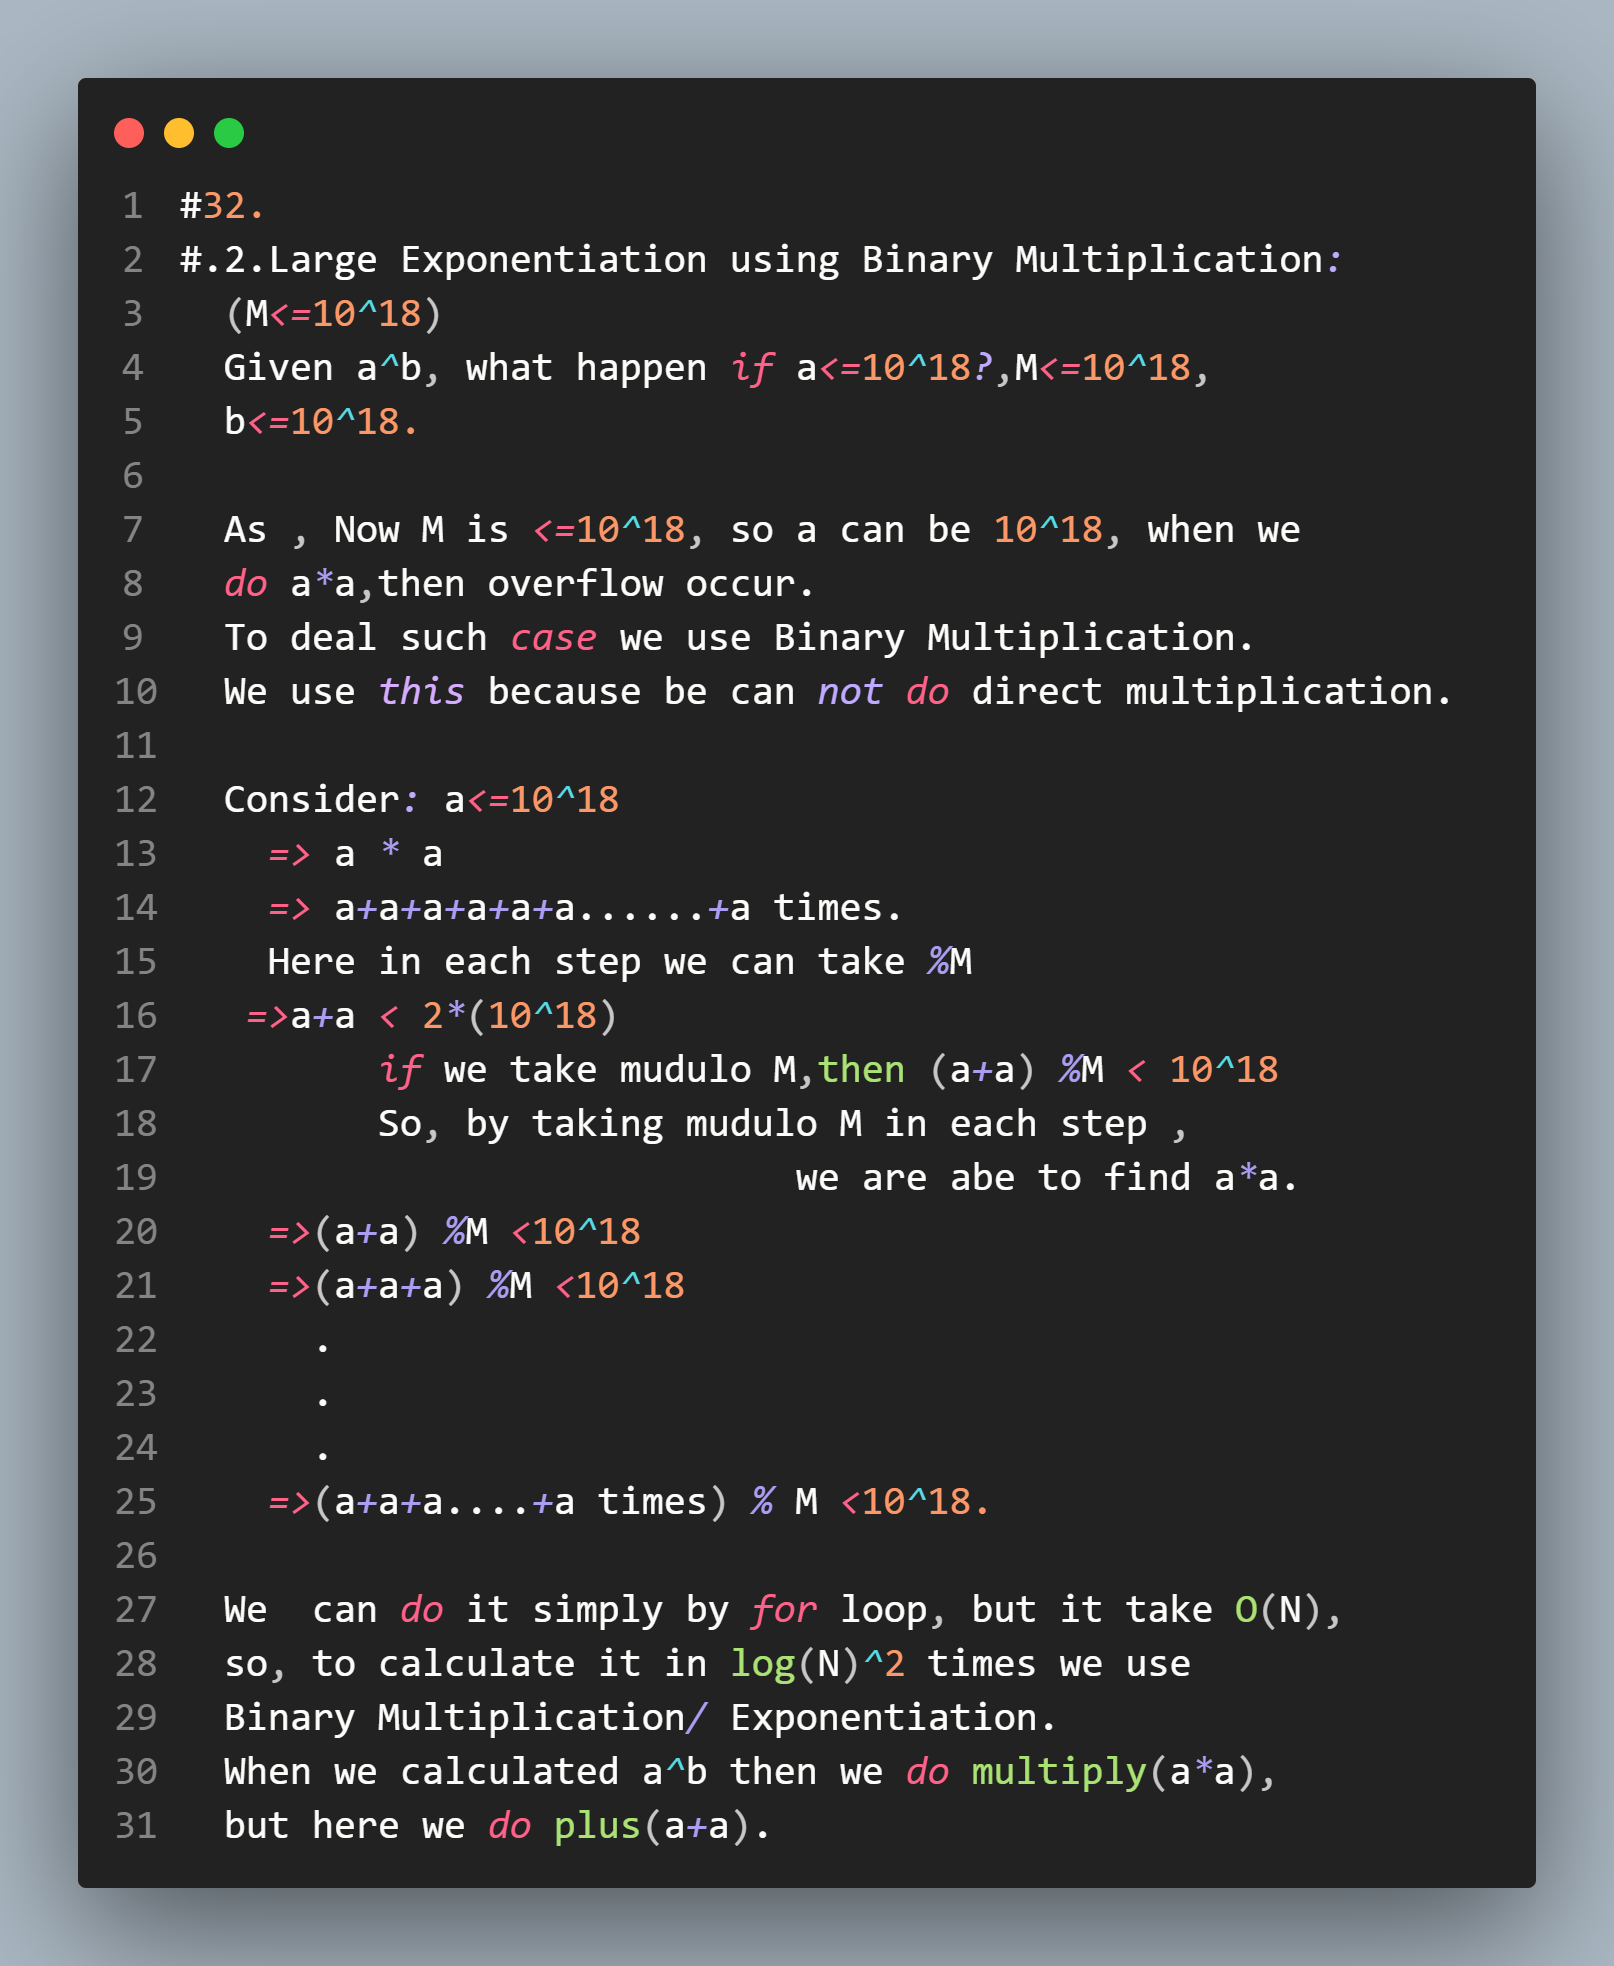 1 #32.
2 #.2.Large Exponentiation using Binary Multiplication:
3 (M<=10^18)
4 Given a^b, what happen if a<=10^18?,M<=10^18,
5 b<=10^18.
6
7 As , Now M is <=10^18, so a can be 10^18, when we
8 do a*a,then overflow occur.
9 To deal such case we use Binary Multiplication.
10 We use this because be can not do direct multiplication.
11
12 Consider: a<=10^18
13 => a * a
14 => a+a+a+a+a+a......+a times.
15 Here in each step we can take %M
16 =>a+a < 2*(10^18)
17 if we take mudulo M,then (a+a) %M < 10^18
18 So, by taking mudulo M in each step ,
19 we are abe to find a*a.
20 =>(a+a) %M <10^18
21 =>(a+a+a) %M <10^18
22 .
23 .
24 .
25 =>(a+a+a....+a times) % M <10^18.
26
27 We  can do it simply by for loop, but it take O(N),
28 so, to calculate it in log(N)^2 times we use
29 Binary Multiplication/ Exponentiation.
30 When we calculated a^b then we do multiply(a*a),
31 but here we do plus(a+a).